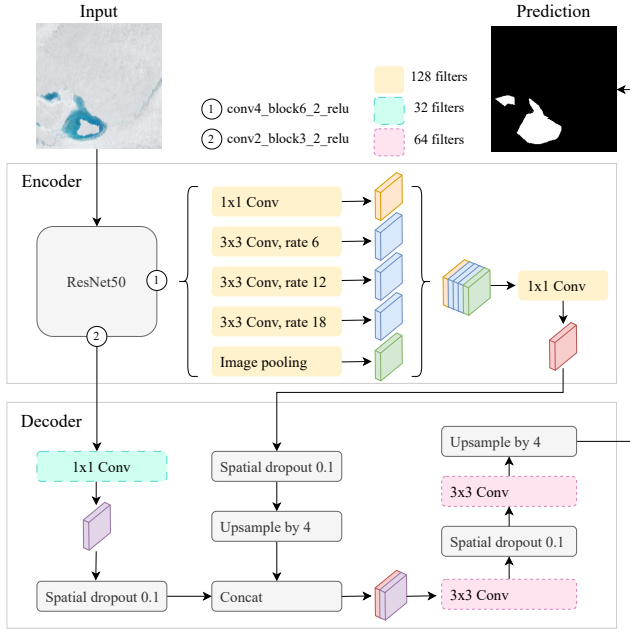 Input
Prediction
128 filters
1 conv4_block6_2_relu
32 filters
2 conv2_block3_2_relu
64 filters
Encoder
ResNet50
1
2
1x1 Conv
3x3 Conv, rate 6
3x3 Conv, rate 12
3x3 Conv, rate 18
Image pooling
1x1 Conv
Decoder
1x1 Conv
Spatial dropout 0.1
Spatial dropout 0.1
Upsample by 4
Concat
Upsample by 4
3x3 Conv
Spatial dropout 0.1
3x3 Conv